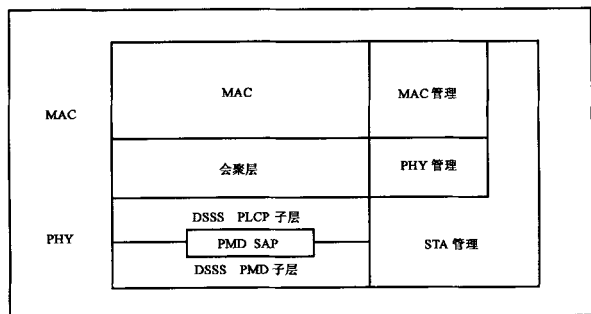 MAC
MAC
MAC 管理
会聚层
PHY 管理
PHY
DSSS PLCP 子层
PMD SAP
DSSS PMD 子层
STA 管理